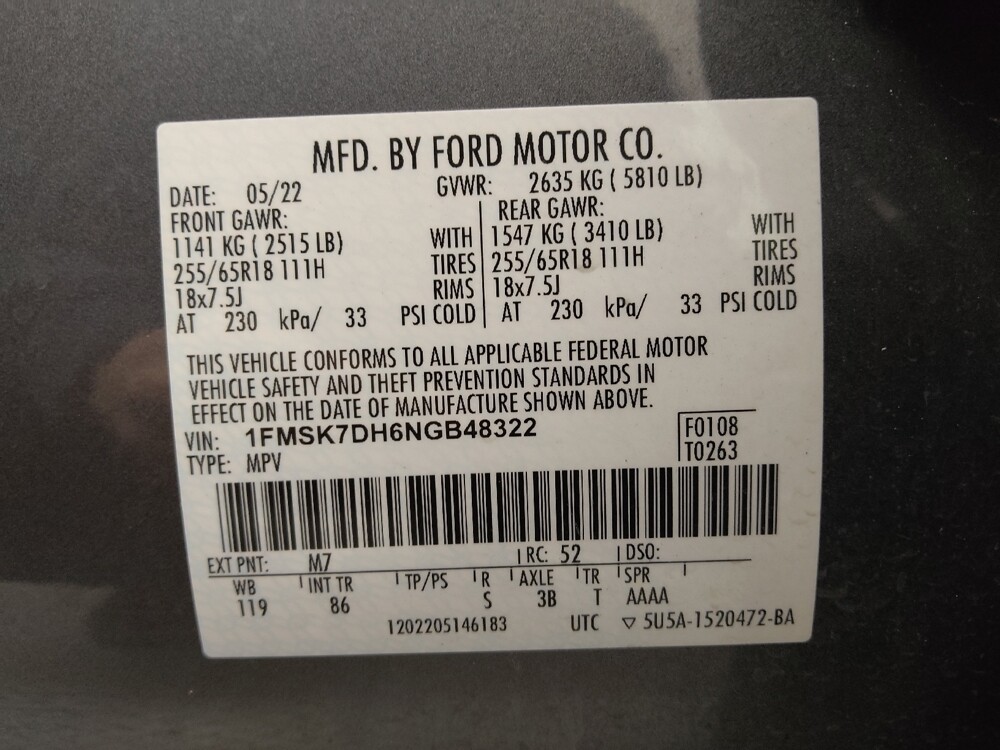 MFD. BY FORD MOTOR CO.
DATE: 05/22 GVWR: 2635 KG ( 5810 LB)
FRONT GAWR: REAR GAWR:
1141 KG ( 2515 LB) WITH 1547 KG ( 3410 LB) WITH
255/65R18 111H TIRES 255/65R18 111H TIRES
18x7.5J RIMS 18x7.5J RIMS
AT 230 kPa/ 33 PSI COLD AT 230 kPa/ 33 PSI COLD
THIS VEHICLE CONFORMS TO ALL APPLICABLE FEDERAL MOTOR
VEHICLE SAFETY AND THEFT PREVENTION STANDARDS IN
EFFECT ON THE DATE OF MANUFACTURE SHOWN ABOVE.
VIN: 1FMSK7DH6NGB48322 F0108
TYPE: MPV T0263
EXT PNT: M7 RC: 52 DSO:
WB INT TR TP/PS R AXLE TR SPR
119 86 S 3B T AAAA
1202205146183 UTC ▽ 5U5A-1520472-BA